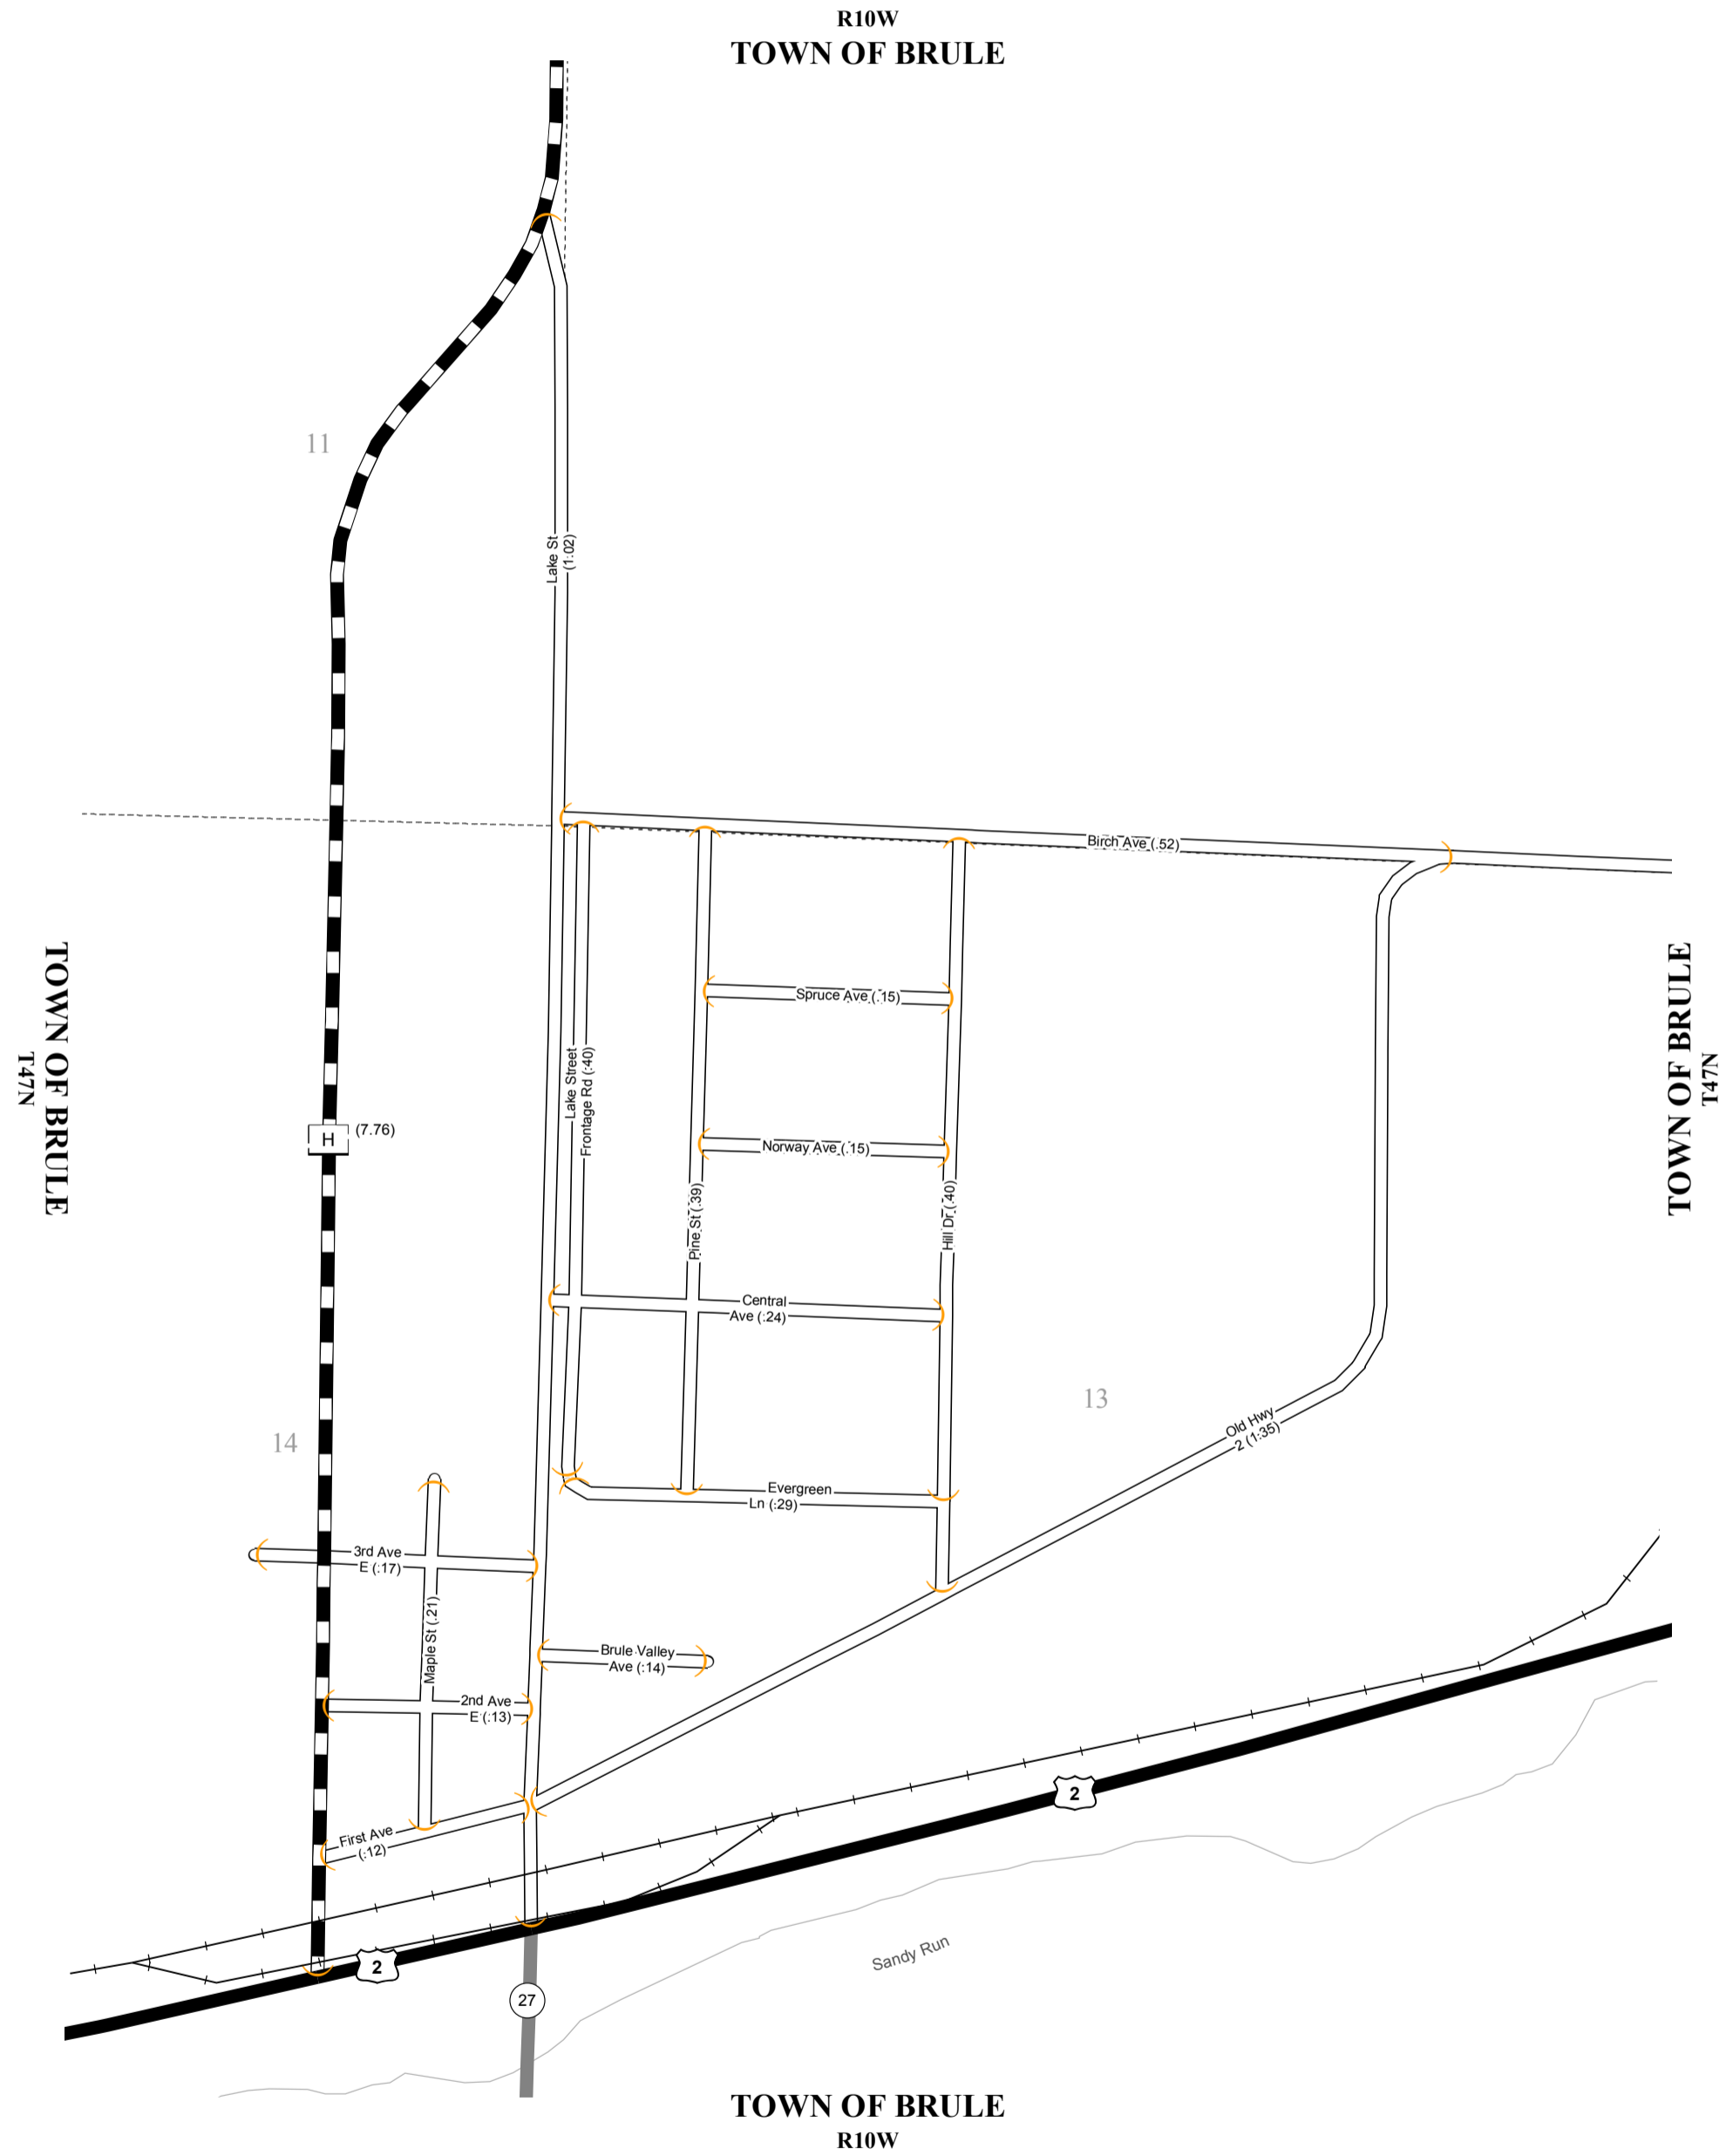 R10W
TOWN OF BRULE
11
Lake St
(1.02)
Birch Ave (.52)
Spruce Ave (.15)
TOWN OF BRULE
T47N
TOWN OF BRULE
T47N
Lake Street
Frontage Rd (.40)
H
(7.76)
Norway Ave (.15)
Pine St (.39)
Hill Dr (.40)
Central
Ave (.24)
13
14
Old Hwy
2 (1.35)
Evergreen
Ln (.29)
3rd Ave
E (.17)
Maple St (.21)
Brule Valley
Ave (.14)
2nd Ave
E (.13)
2
First Ave
(.12)
Sandy Run
2
27
TOWN OF BRULE
R10W